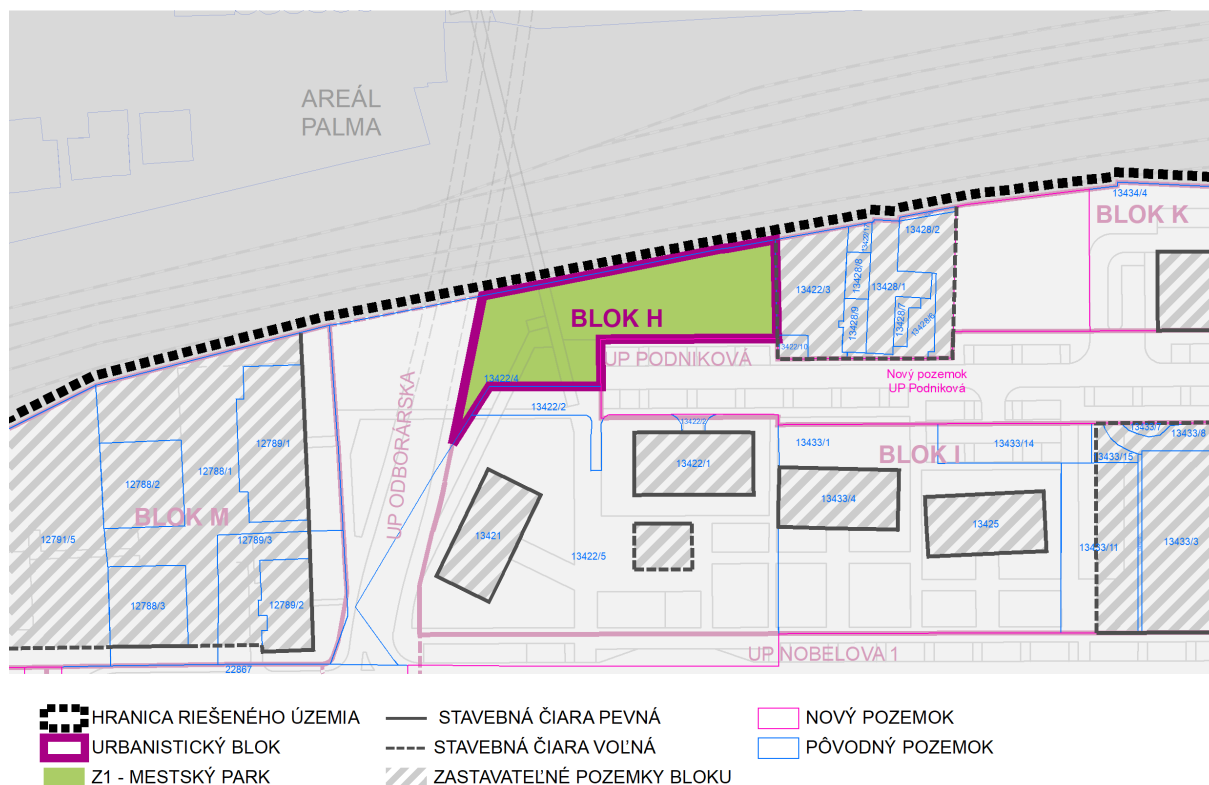 AREÁL
PALMA
13434/4
BLOK K
13428/2
13422/3
13428/8
13428/1
13428/9
13428/7
13428/6
13422/10
BLOK H
UP PODNIKOVÁ
Nový pozemok
UP Podniková
13422/4
13422/2
13422/2
13422/1
13433/1
13433/14
13433/7
13433/8
13433/15
BLOK I
UP ODBORÁRSKA
12789/1
12788/1
12788/2
BLOK M
12791/5
12789/3
12788/3
12789/2
13421
13422/5
13433/4
13425
13433/11
13433/3
UP NOBELOVA 1
22867
HRANICA RIEŠENÉHO ÚZEMIA
URBANISTICKÝ BLOK
Z1 - MESTSKÝ PARK
STAVEBNÁ ČIARA PEVNÁ
STAVEBNÁ ČIARA VOĽNÁ
ZASTAVATEĽNÉ POZEMKY BLOKU
NOVÝ POZEMOK
PÔVODNÝ POZEMOK